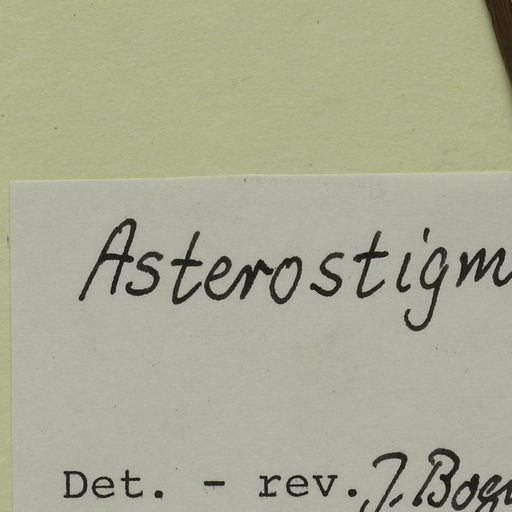 Asterostigm
Det. - rev. J. Bog